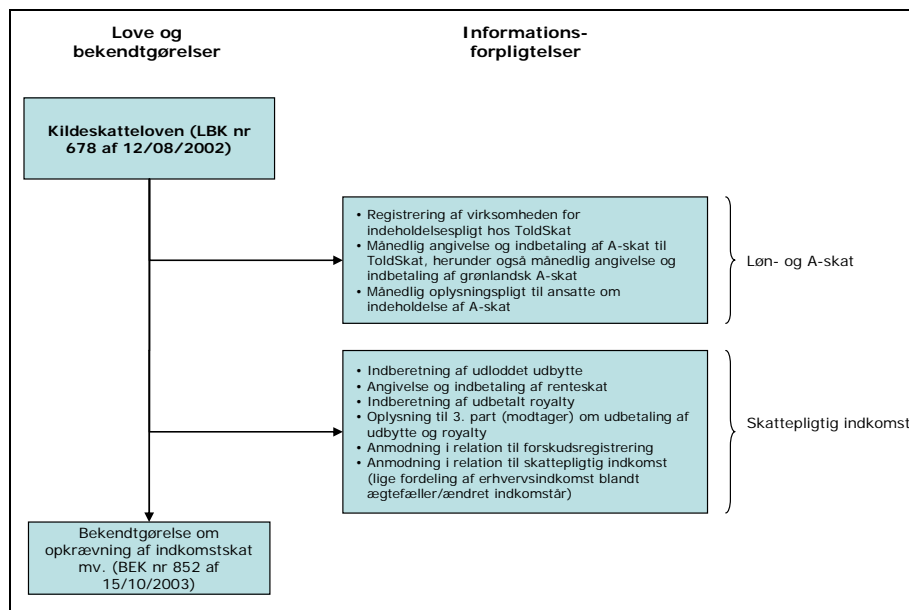 Love og
bekendtgørelser
Informations-
forpligtelser
Kildeskatteloven (LBK nr
678 af 12/08/2002)
• Registrering af virksomheden for
indeholdelsespligt hos ToldSkat
• Månedlig angivelse og indbetaling af A-skat til
ToldSkat, herunder også månedlig angivelse og
indbetaling af grønlandsk A-skat
• Månedlig oplysningspligt til ansatte om
indeholdelse af A-skat
Løn- og A-skat
• Indberetning af udloddet udbytte
• Angivelse og indbetaling af renteskat
• Indberetning af udbetalt royalty
• Oplysning til 3. part (modtager) om udbetaling af
udbytte og royalty
• Anmodning i relation til forskudsregistrering
• Anmodning i relation til skattepligtig indkomst
(lige fordeling af erhvervsindkomst blandt
ægtefæller/ændret indkomstår)
Skattepligtig indkomst
Bekendtgørelse om
opkrævning af indkomstskat
mv. (BEK nr 852 af
15/10/2003)